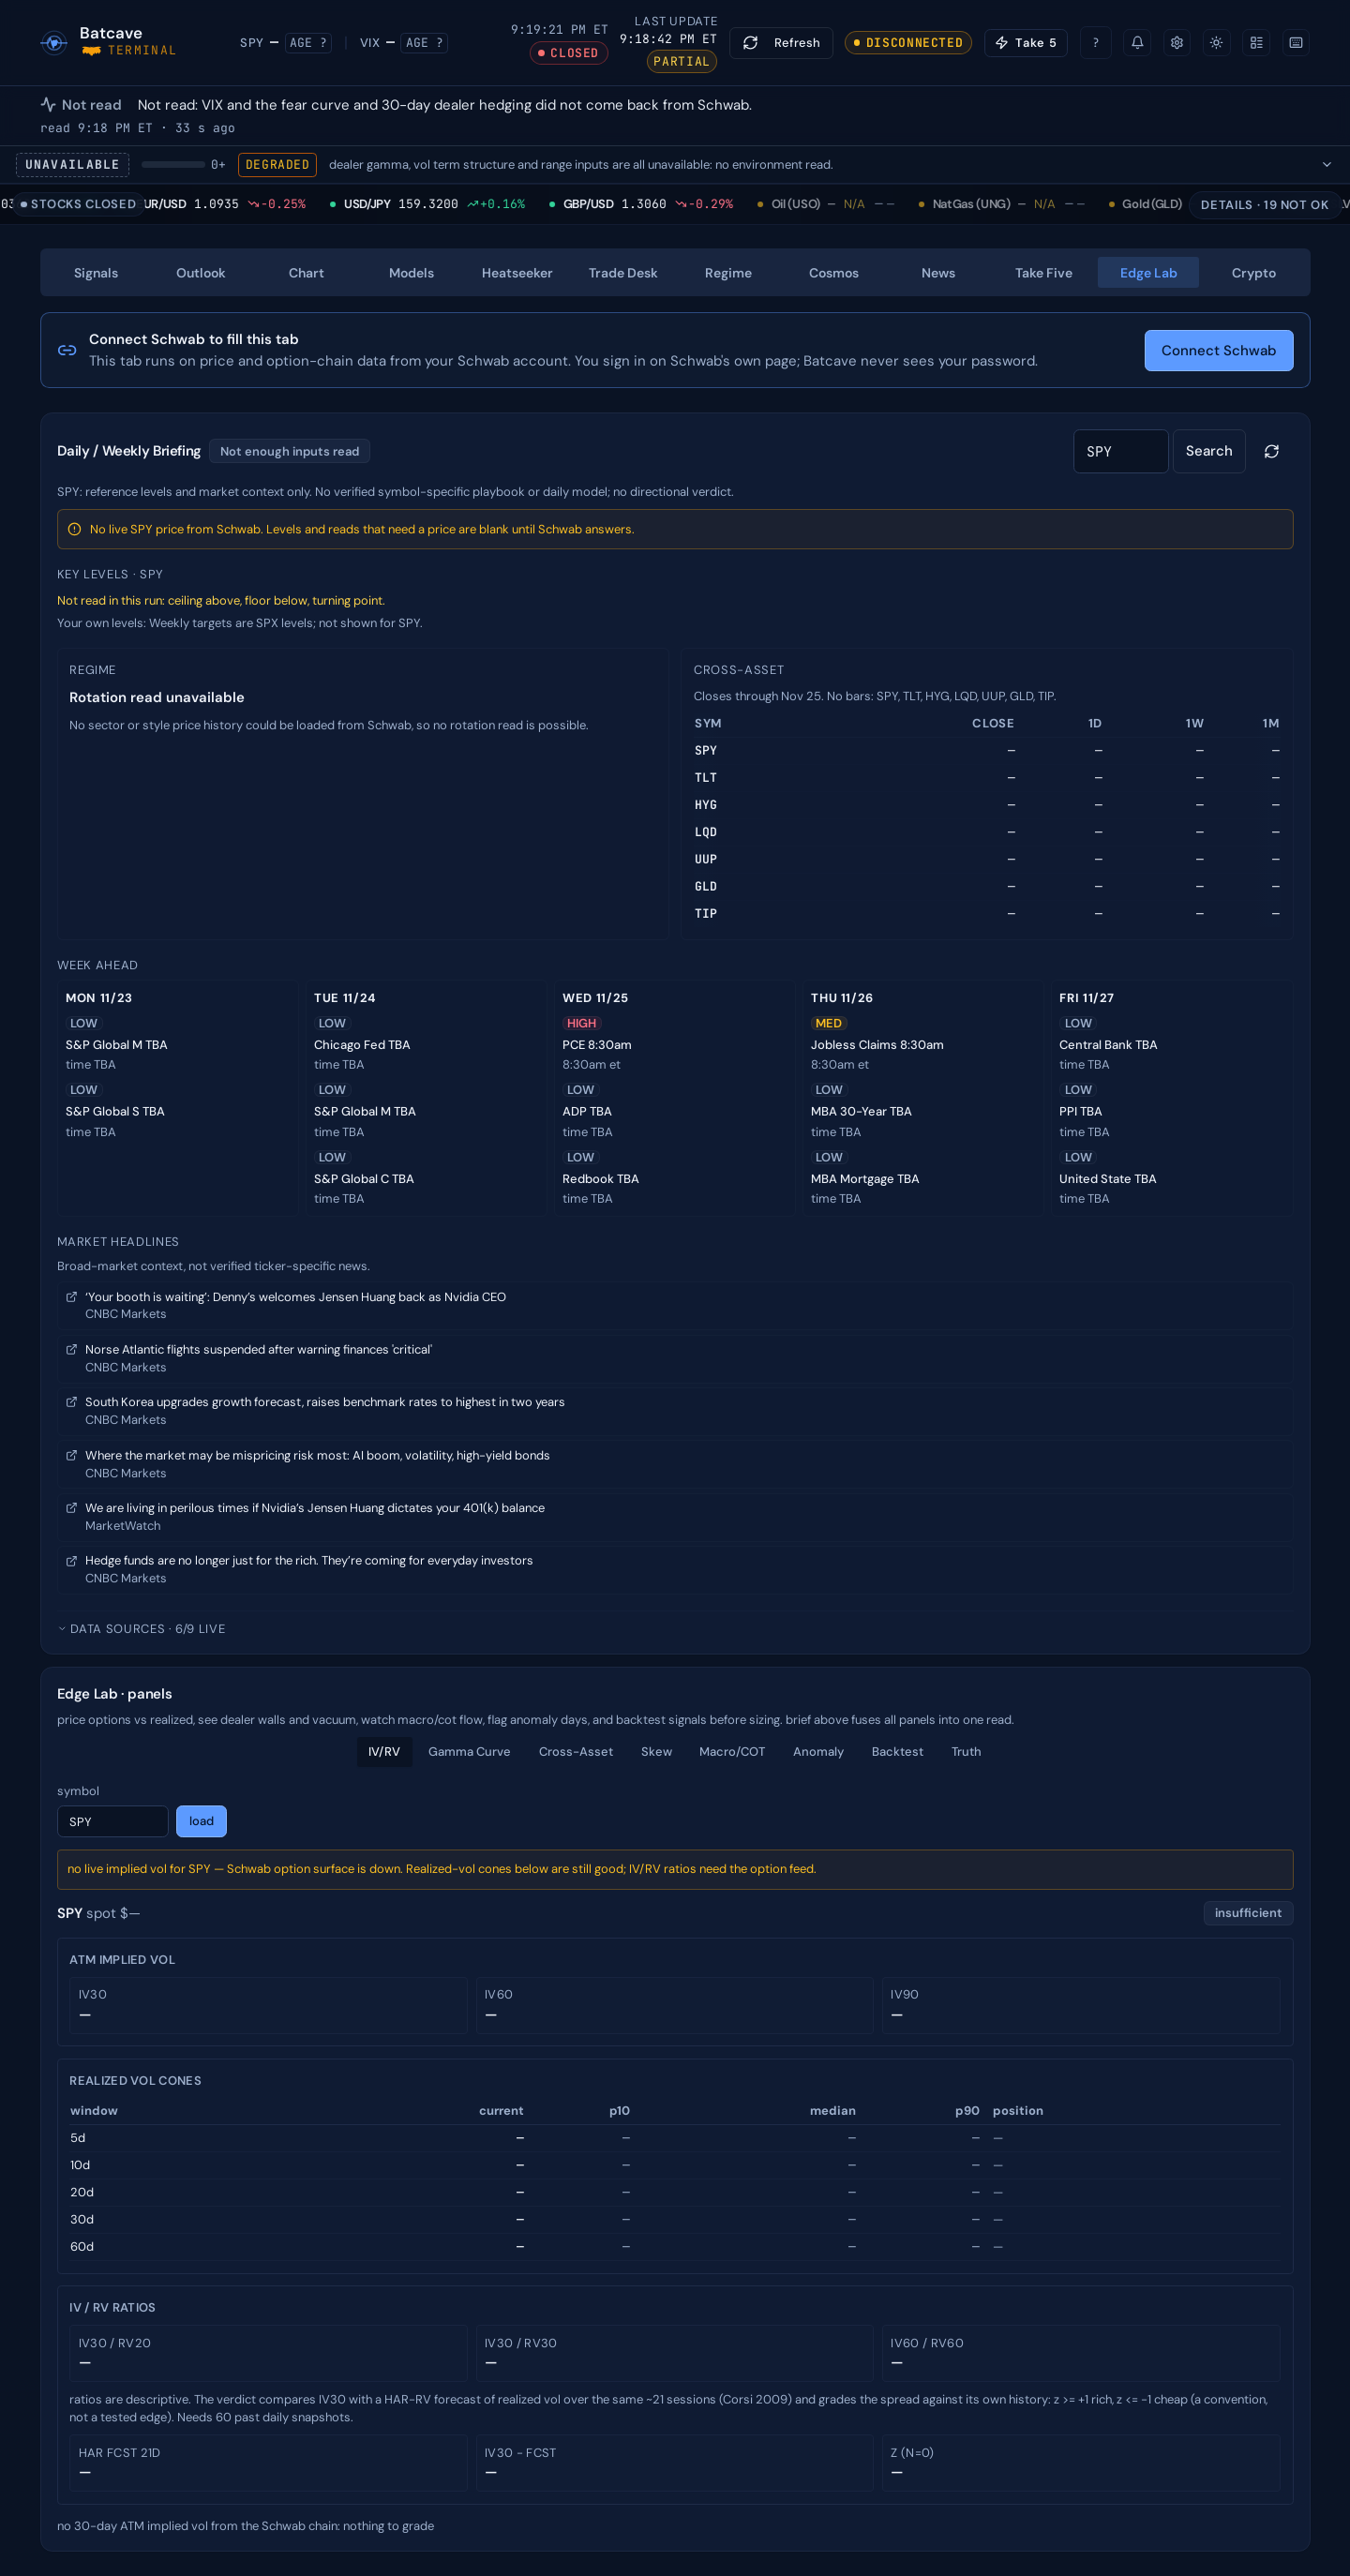 Batcave
TERMINAL
SPY — AGE ?
VIX — AGE ?
9:19:21 PM ET
CLOSED
LAST UPDATE
9:18:42 PM ET
PARTIAL
Refresh
DISCONNECTED
Take 5
?
Not read Not read: VIX and the fear curve and 30-day dealer hedging did not come back from Schwab.
read 9:18 PM ET · 33 s ago
UNAVAILABLE 0+ DEGRADED dealer gamma, vol term structure and range inputs are all unavailable: no environment read.
STOCKS CLOSED UR/USD 1.0935 -0.25% USD/JPY 159.3200 +0.16% GBP/USD 1.3060 -0.29% Oil (USO) — N/A —— NatGas (UNG) — N/A —— Gold (GLD) DETAILS · 19 NOT OK
Signals Outlook Chart Models Heatseeker Trade Desk Regime Cosmos News Take Five Edge Lab Crypto
Connect Schwab to fill this tab
This tab runs on price and option-chain data from your Schwab account. You sign in on Schwab's own page; Batcave never sees your password.
Connect Schwab
Daily / Weekly Briefing Not enough inputs read
SPY Search
SPY: reference levels and market context only. No verified symbol-specific playbook or daily model; no directional verdict.
No live SPY price from Schwab. Levels and reads that need a price are blank until Schwab answers.
KEY LEVELS · SPY
Not read in this run: ceiling above, floor below, turning point.
Your own levels: Weekly targets are SPX levels; not shown for SPY.
REGIME
Rotation read unavailable
No sector or style price history could be loaded from Schwab, so no rotation read is possible.
CROSS-ASSET
Closes through Nov 25. No bars: SPY, TLT, HYG, LQD, UUP, GLD, TIP.
SYM CLOSE 1D 1W 1M
SPY — — — —
TLT — — — —
HYG — — — —
LQD — — — —
UUP — — — —
GLD — — — —
TIP — — — —
WEEK AHEAD
MON 11/23
LOW
S&P Global M TBA
time TBA
LOW
S&P Global S TBA
time TBA
TUE 11/24
LOW
Chicago Fed TBA
time TBA
LOW
S&P Global M TBA
time TBA
LOW
S&P Global C TBA
time TBA
WED 11/25
HIGH
PCE 8:30am
8:30am et
LOW
ADP TBA
time TBA
LOW
Redbook TBA
time TBA
THU 11/26
MED
Jobless Claims 8:30am
8:30am et
LOW
MBA 30-Year TBA
time TBA
LOW
MBA Mortgage TBA
time TBA
FRI 11/27
LOW
Central Bank TBA
time TBA
LOW
PPI TBA
time TBA
LOW
United State TBA
time TBA
MARKET HEADLINES
Broad-market context, not verified ticker-specific news.
‘Your booth is waiting’: Denny’s welcomes Jensen Huang back as Nvidia CEO
CNBC Markets
Norse Atlantic flights suspended after warning finances 'critical'
CNBC Markets
South Korea upgrades growth forecast, raises benchmark rates to highest in two years
CNBC Markets
Where the market may be mispricing risk most: AI boom, volatility, high-yield bonds
CNBC Markets
We are living in perilous times if Nvidia’s Jensen Huang dictates your 401(k) balance
MarketWatch
Hedge funds are no longer just for the rich. They’re coming for everyday investors
CNBC Markets
DATA SOURCES · 6/9 LIVE
Edge Lab · panels
price options vs realized, see dealer walls and vacuum, watch macro/cot flow, flag anomaly days, and backtest signals before sizing. brief above fuses all panels into one read.
IV/RV Gamma Curve Cross-Asset Skew Macro/COT Anomaly Backtest Truth
symbol
SPY load
no live implied vol for SPY — Schwab option surface is down. Realized-vol cones below are still good; IV/RV ratios need the option feed.
SPY spot $—
insufficient
ATM IMPLIED VOL
IV30 IV60 IV90
— — —
REALIZED VOL CONES
window current p10 median p90 position
5d — — — — —
10d — — — — —
20d — — — — —
30d — — — — —
60d — — — — —
IV / RV RATIOS
IV30 / RV20 IV30 / RV30 IV60 / RV60
— — —
ratios are descriptive. The verdict compares IV30 with a HAR-RV forecast of realized vol over the same ~21 sessions (Corsi 2009) and grades the spread against its own history: z >= +1 rich, z <= -1 cheap (a convention,
not a tested edge). Needs 60 past daily snapshots.
HAR FCST 21D IV30 - FCST Z (N=0)
— — —
no 30-day ATM implied vol from the Schwab chain: nothing to grade